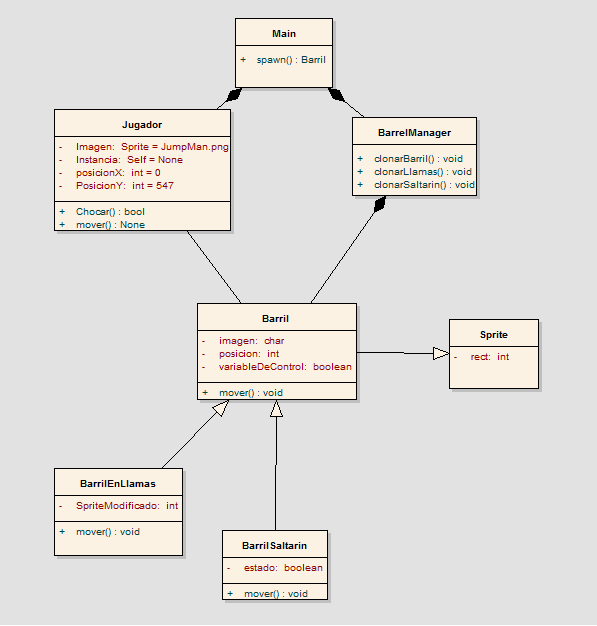 Main
+ spawn() : Barril
Jugador
- Imagen: Sprite = JumpMan.png
- Instancia: Self = None
- posicionX: int = 0
- PosicionY: int = 547
+ Chocar() : bool
+ mover() : None
BarrelManager
+ clonarBarril() : void
+ clonarLlamas() : void
+ clonarSaltarin() : void
Barril
- imagen: char
- posicion: int
- variableDeControl: boolean
+ mover() : void
Sprite
- rect: int
BarrilEnLlamas
- SpriteModificado: int
+ mover() : void
BarrilSaltarin
- estado: boolean
+ mover() : void